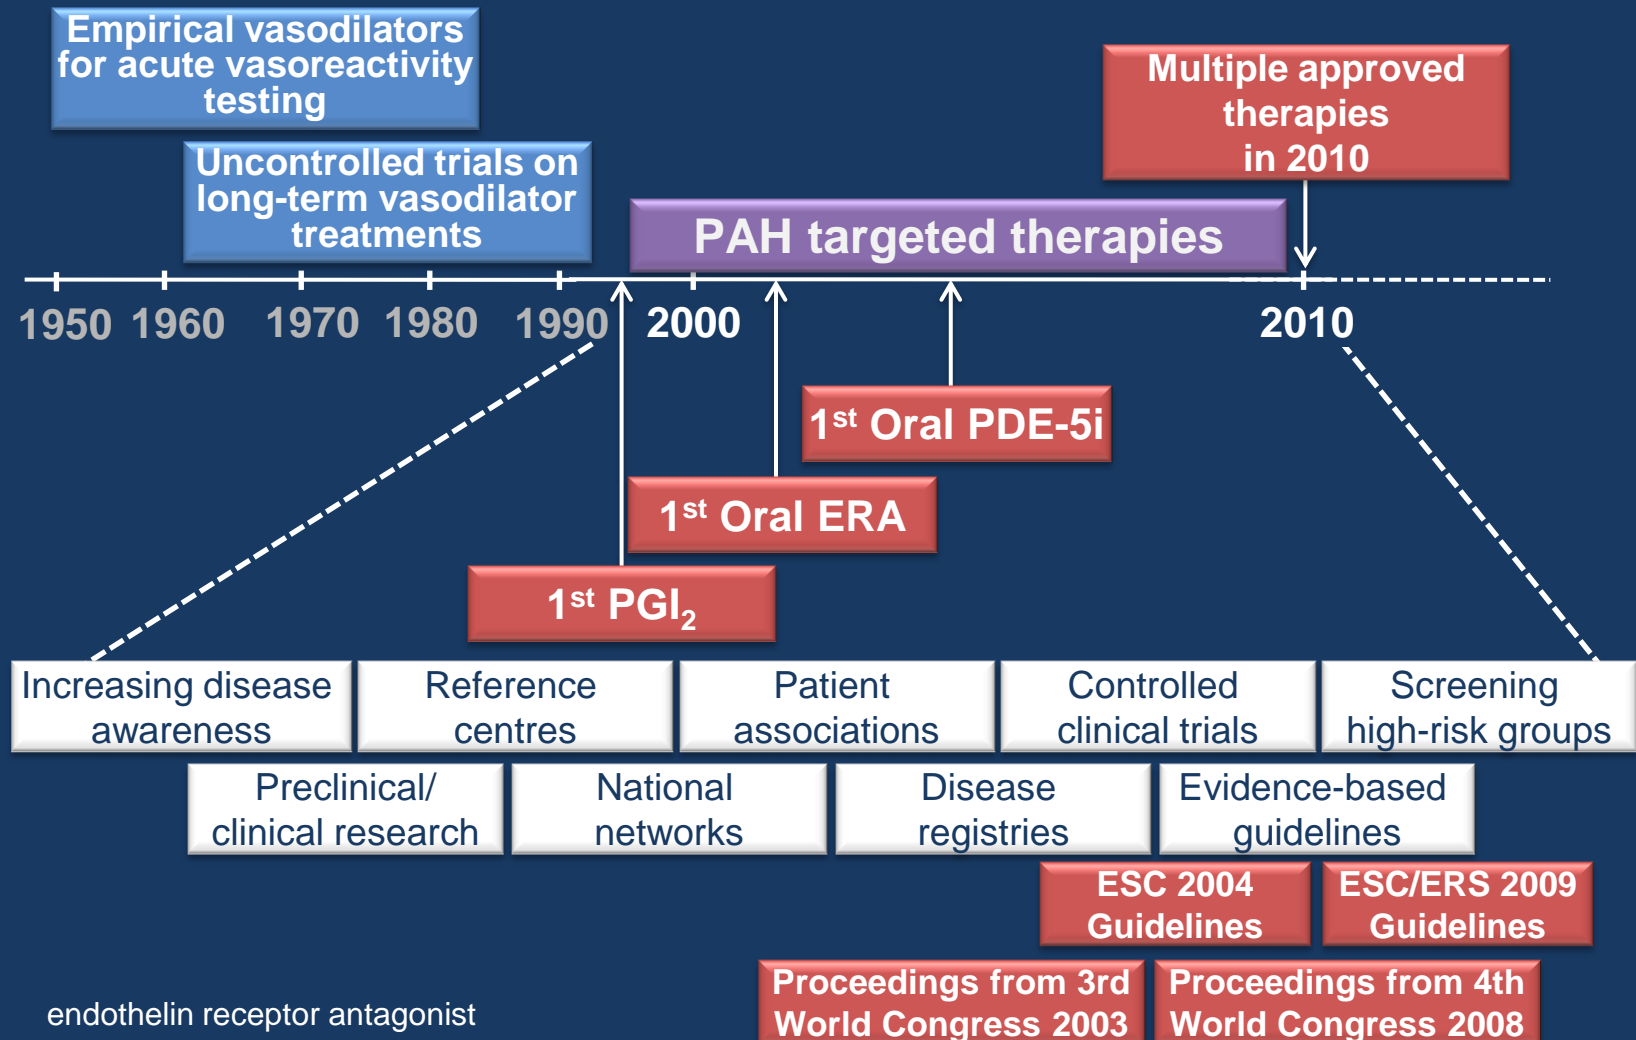 Empirical vasodilators
for acute vasoreactivity
testing
Multiple approved
therapies
in 2010
Uncontrolled trials on
long-term vasodilator
treatments
PAH targeted therapies
1950 1960 1970 1980 1990 2000 2010
1st Oral PDE-5i
1st Oral ERA
1st PGI₂
Increasing disease
awareness
Reference
centres
Patient
associations
Controlled
clinical trials
Screening
high-risk groups
Preclinical/
clinical research
National
networks
Disease
registries
Evidence-based
guidelines
ESC 2004
Guidelines
ESC/ERS 2009
Guidelines
Proceedings from 3rd
World Congress 2003
Proceedings from 4th
World Congress 2008
endothelin receptor antagonist